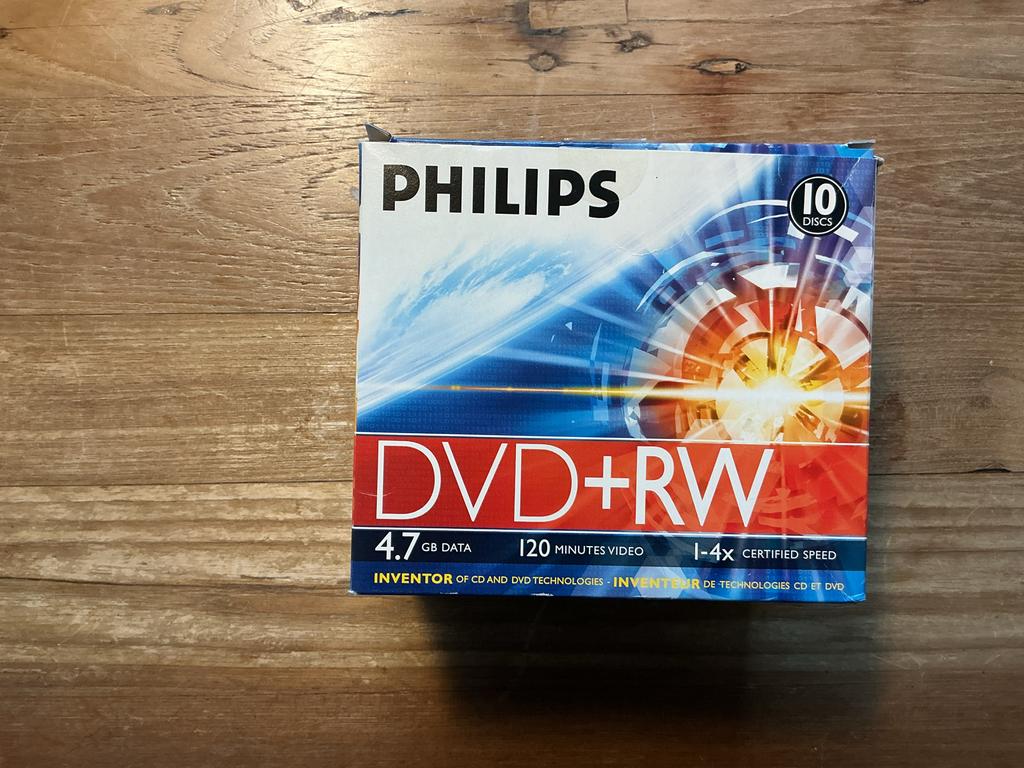 PHILIPS
10
DISCS
DVD+RW
4.7 GB DATA 120 MINUTES VIDEO 1-4x CERTIFIED SPEED
INVENTOR OF CD AND DVD TECHNOLOGIES - INVENTEUR DE TECHNOLOGIES CD ET DVD